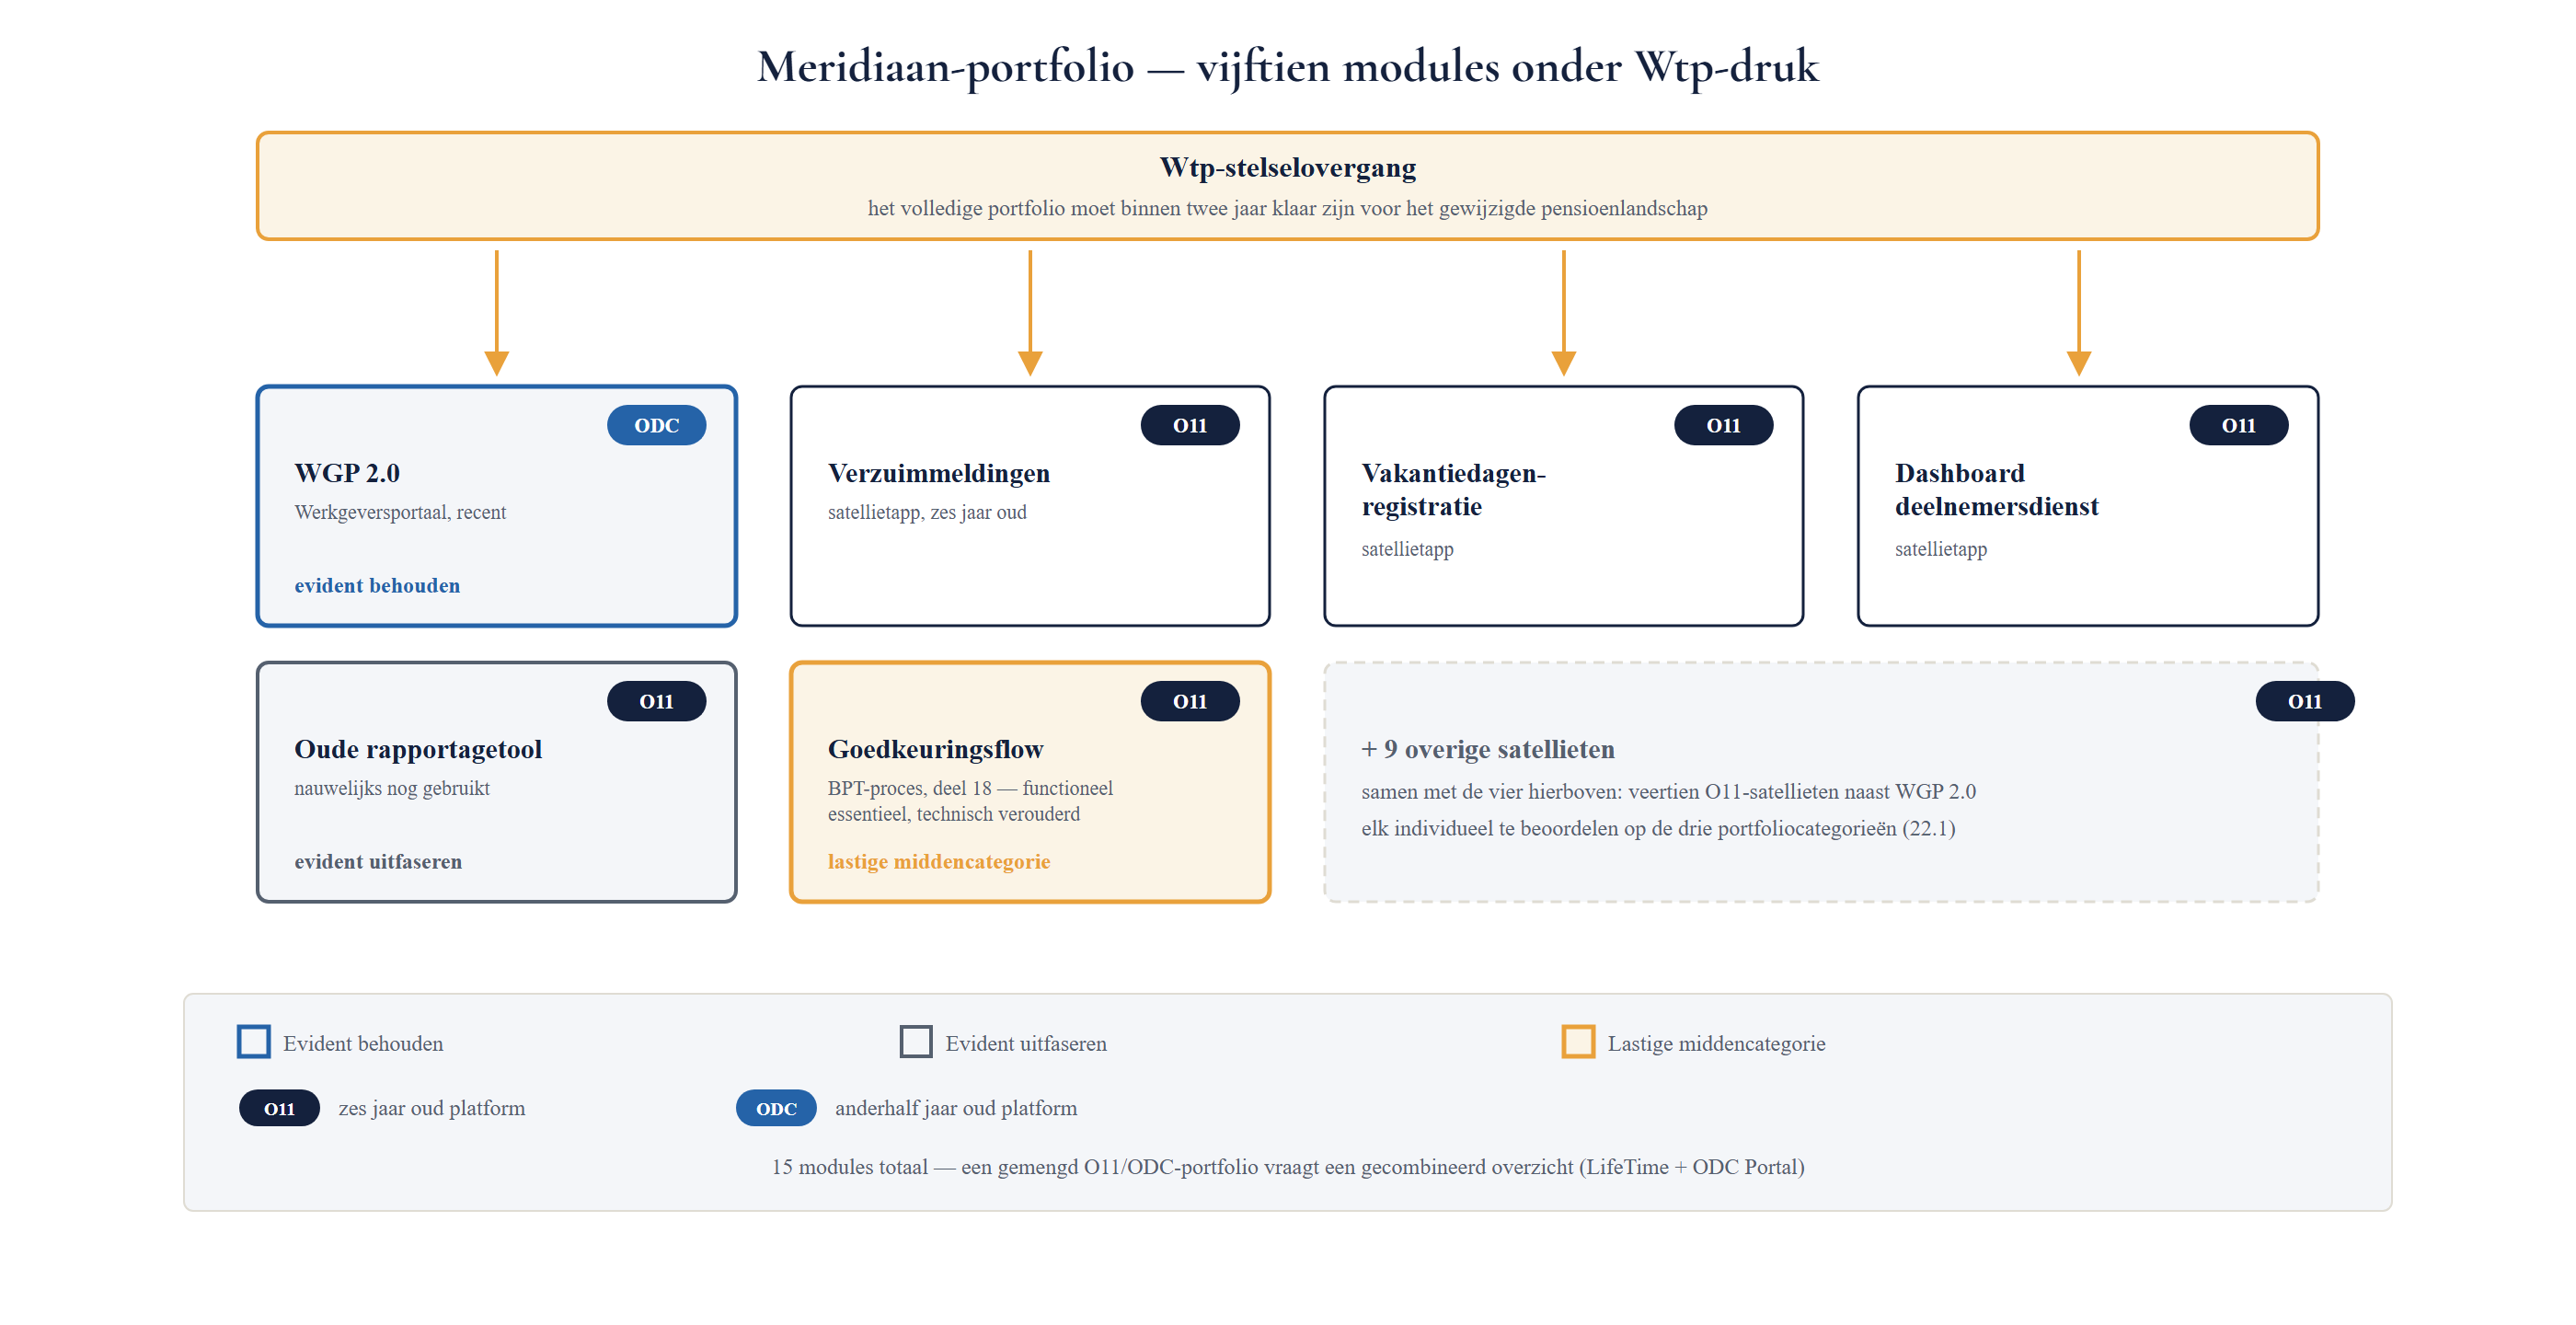 Meridiaan-portfolio — vijftien modules onder Wtp-druk
Wtp-stelselovergang
het volledige portfolio moet binnen twee jaar klaar zijn voor het gewijzigde pensioenlandschap
ODC
WGP 2.0
Werkgeversportaal, recent
evident behouden
O11
Verzuimmeldingen
satellietapp, zes jaar oud
O11
Vakantiedagen-
registratie
satellietapp
O11
Dashboard
deelnemersdienst
satellietapp
O11
Oude rapportagetool
nauwelijks nog gebruikt
evident uitfaseren
O11
Goedkeuringsflow
BPT-proces, deel 18 — functioneel
essentieel, technisch verouderd
lastige middencategorie
O11
+ 9 overige satellieten
samen met de vier hierboven: veertien O11-satellieten naast WGP 2.0
elk individueel te beoordelen op de drie portfoliocategorieën (22.1)
Evident behouden
Evident uitfaseren
Lastige middencategorie
O11 zes jaar oud platform
ODC anderhalf jaar oud platform
15 modules totaal — een gemengd O11/ODC-portfolio vraagt een gecombineerd overzicht (LifeTime + ODC Portal)